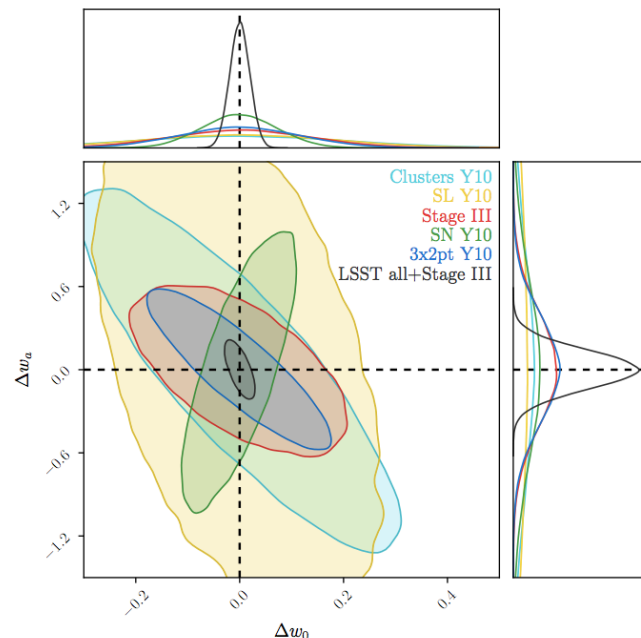 Clusters Y10
SL Y10
Stage III
SN Y10
3x2pt Y10
LSST all+Stage III
1.2
0.6
0.0
−0.6
−1.2
Δw_a
−0.2
0.0
0.2
0.4
Δw₀